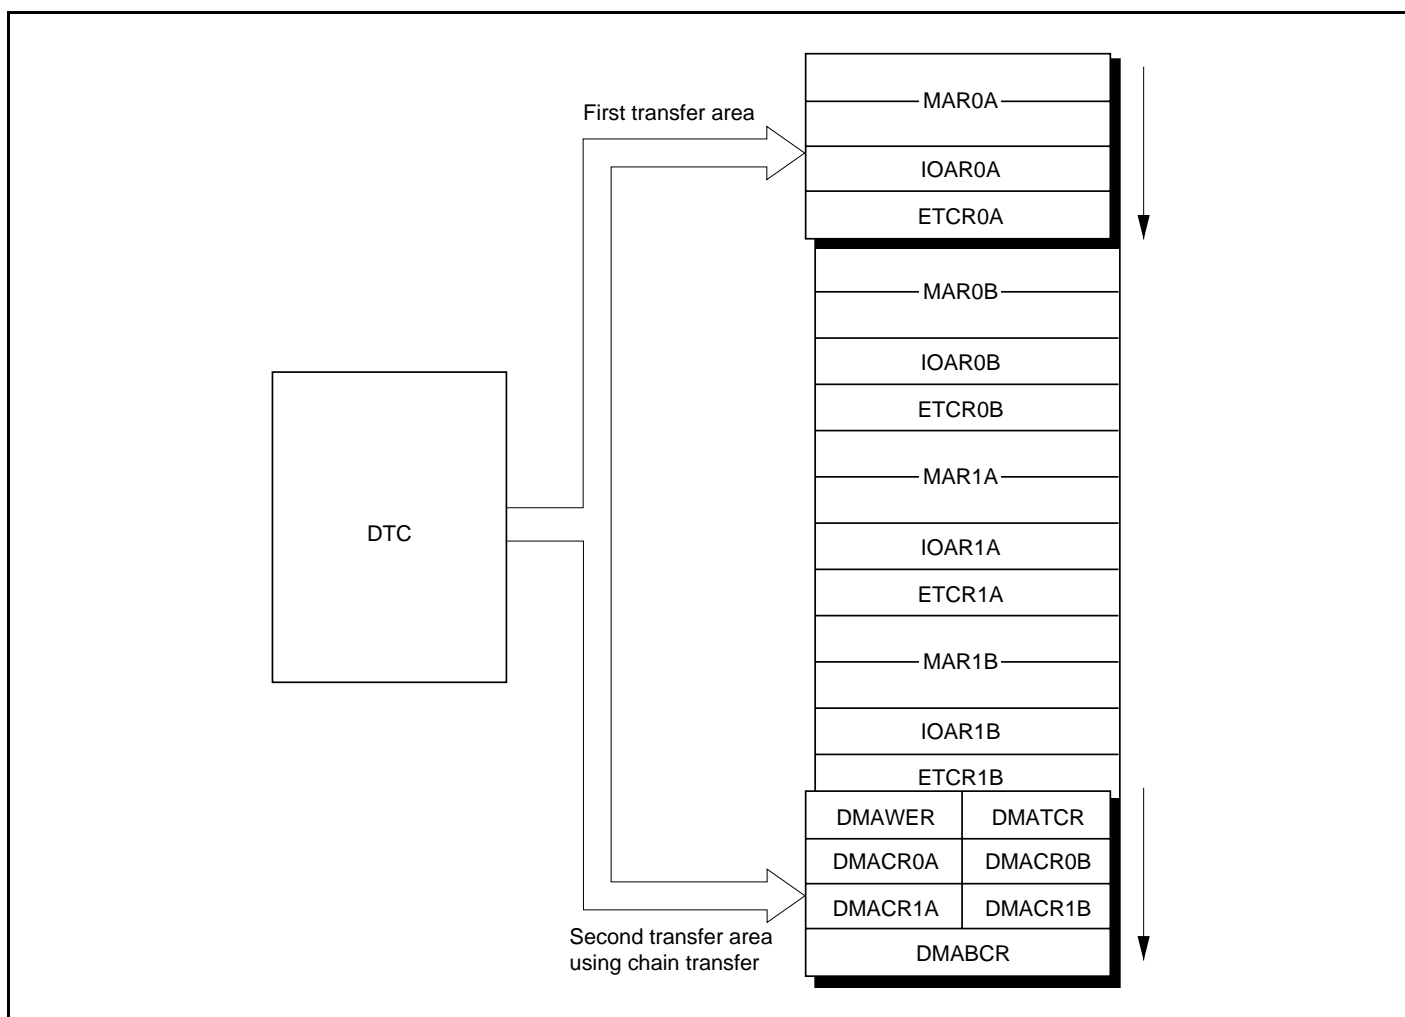 First transfer area
MAR0A
IOAR0A
ETCR0A
MAR0B
IOAR0B
ETCR0B
MAR1A
IOAR1A
ETCR1A
MAR1B
IOAR1B
ETCR1B
DTC
DMAWER DMATCR
DMACR0A DMACR0B
DMACR1A DMACR1B
DMABCR
Second transfer area
using chain transfer